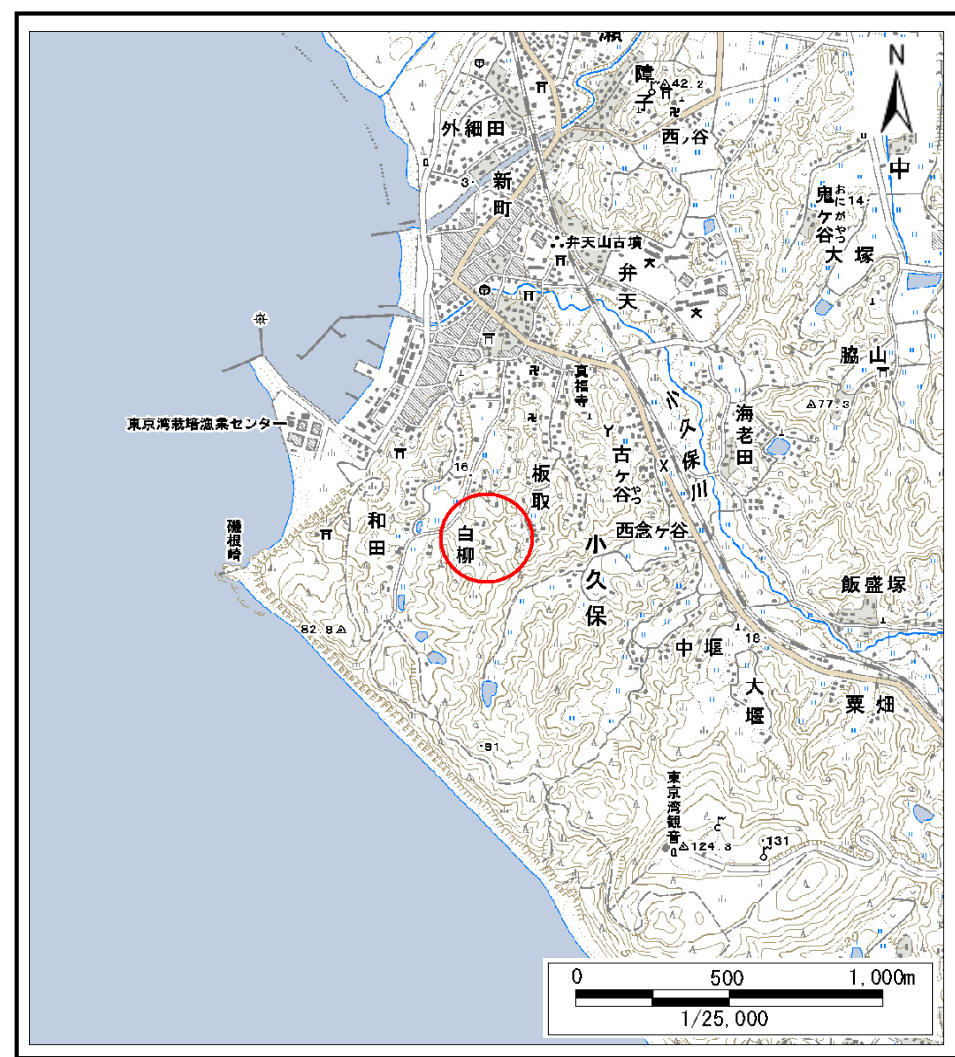 瀬
N
障子
42.2
外細田
西ノ谷
中
3
新町
鬼ヶ谷
おにがやつ
14
弁天山古墳
大塚
弁天
脇山
77.3
東京湾栽培漁業センター
真福寺
小久保川
海老田
16
板取
古ヶ谷
やつ
和田
白柳
磯根崎
小久保
西念ヶ谷
飯盛塚
82.8
中堰
18
大堰
粟畑
91
東京湾観音
124.3
131
0 500 1,000m
1/25,000